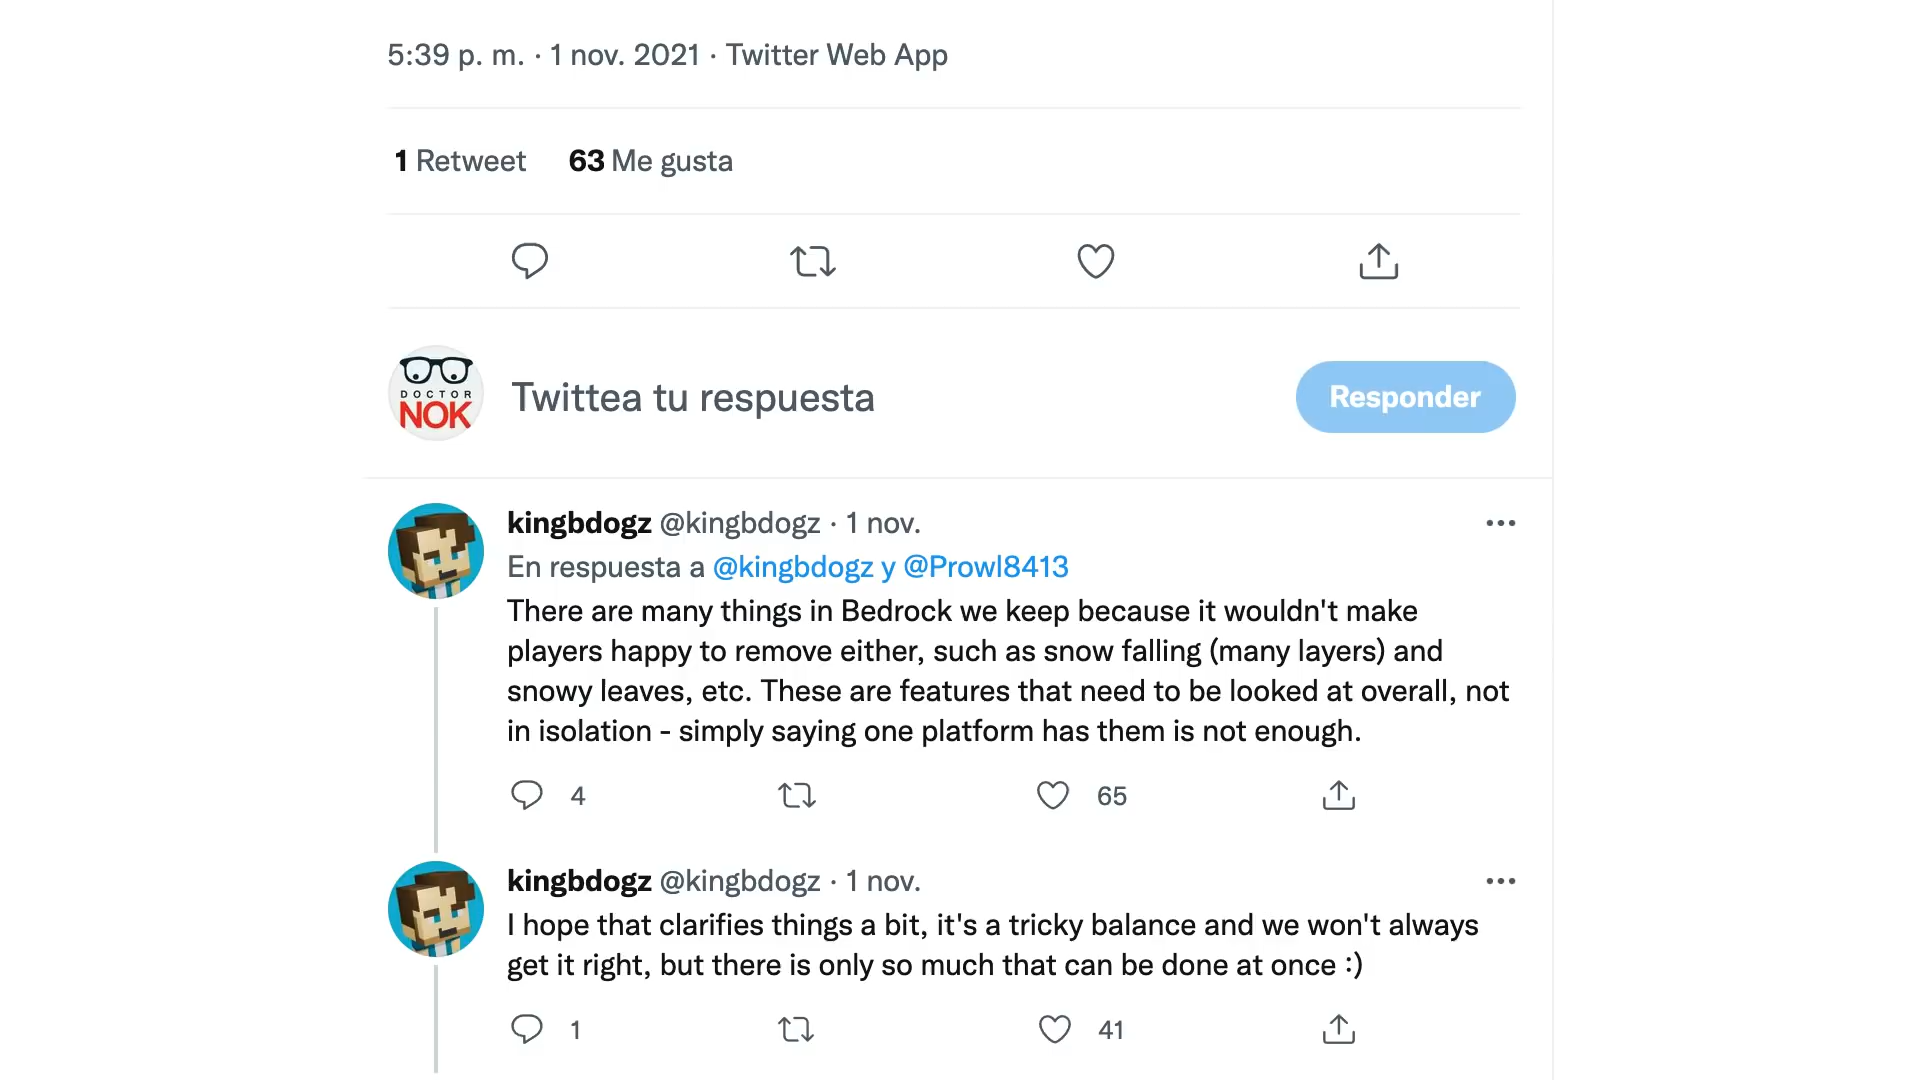 5:39 p. m. · 1 nov. 2021 · Twitter Web App
1 Retweet 63 Me gusta
DOCTOR
NOK
Twittea tu respuesta
Responder
kingbdogz @kingbdogz · 1 nov.
En respuesta a @kingbdogz y @Prowl8413
There are many things in Bedrock we keep because it wouldn't make
players happy to remove either, such as snow falling (many layers) and
snowy leaves, etc. These are features that need to be looked at overall, not
in isolation - simply saying one platform has them is not enough.
4 65
kingbdogz @kingbdogz · 1 nov.
I hope that clarifies things a bit, it's a tricky balance and we won't always
get it right, but there is only so much that can be done at once :)
1 41